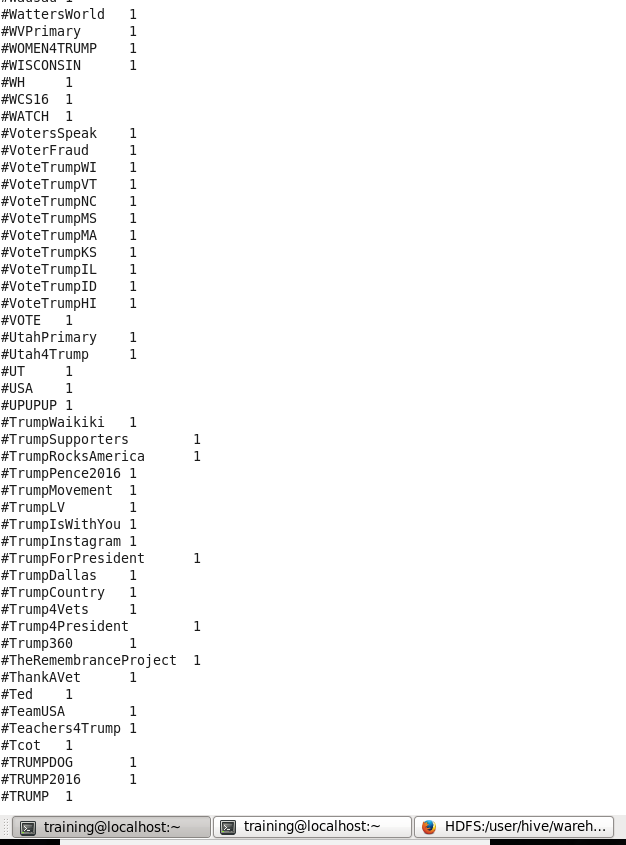 #WattersWorld 1
#WVPrimary 1
#WOMEN4TRUMP 1
#WISCONSIN 1
#WH 1
#WCS16 1
#WATCH 1
#VotersSpeak 1
#VoterFraud 1
#VoteTrumpWI 1
#VoteTrumpVT 1
#VoteTrumpNC 1
#VoteTrumpMS 1
#VoteTrumpMA 1
#VoteTrumpKS 1
#VoteTrumpIL 1
#VoteTrumpID 1
#VoteTrumpHI 1
#VOTE 1
#UtahPrimary 1
#Utah4Trump 1
#UT 1
#USA 1
#UPUPUP 1
#TrumpWaikiki 1
#TrumpSupporters 1
#TrumpRocksAmerica 1
#TrumpPence2016 1
#TrumpMovement 1
#TrumpLV 1
#TrumpIsWithYou 1
#TrumpInstagram 1
#TrumpForPresident 1
#TrumpDallas 1
#TrumpCountry 1
#Trump4Vets 1
#Trump4President 1
#Trump360 1
#TheRemembranceProject 1
#ThankAVet 1
#Ted 1
#TeamUSA 1
#Teachers4Trump 1
#Tcot 1
#TRUMPDOG 1
#TRUMP2016 1
#TRUMP 1
training@localhost:~ training@localhost:~ HDFS:/user/hive/wareh...